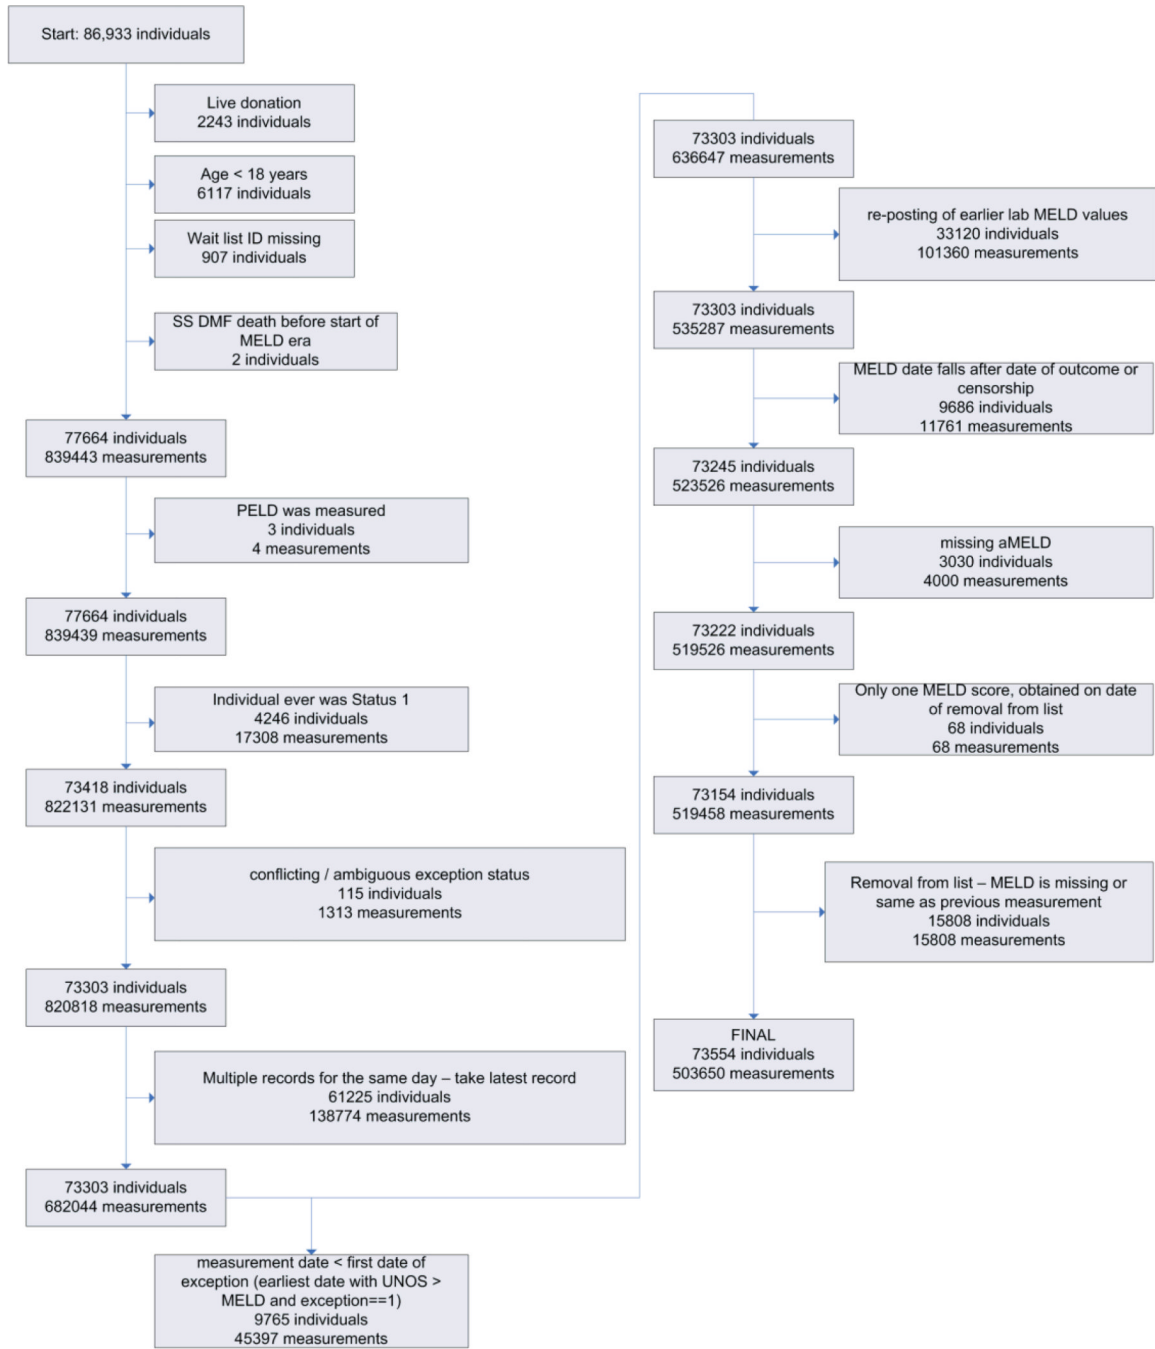 Start: 86,933 individuals
Live donation
2243 individuals
Age < 18 years
6117 individuals
Wait list ID missing
907 individuals
SS DMF death before start of
MELD era
2 individuals
77664 individuals
839443 measurements
PELD was measured
3 individuals
4 measurements
77664 individuals
839439 measurements
Individual ever was Status 1
4246 individuals
17308 measurements
73418 individuals
822131 measurements
conflicting / ambiguous exception status
115 individuals
1313 measurements
73303 individuals
820818 measurements
Multiple records for the same day – take latest record
61225 individuals
138774 measurements
73303 individuals
682044 measurements
measurement date < first date of
exception (earliest date with UNOS >
MELD and exception==1)
9765 individuals
45397 measurements
73303 individuals
636647 measurements
re-posting of earlier lab MELD values
33120 individuals
101360 measurements
73303 individuals
535287 measurements
MELD date falls after date of outcome or
censorship
9686 individuals
11761 measurements
73245 individuals
523526 measurements
missing aMELD
3030 individuals
4000 measurements
73222 individuals
519526 measurements
Only one MELD score, obtained on date
of removal from list
68 individuals
68 measurements
73154 individuals
519458 measurements
Removal from list – MELD is missing or
same as previous measurement
15808 individuals
15808 measurements
FINAL
73554 individuals
503650 measurements